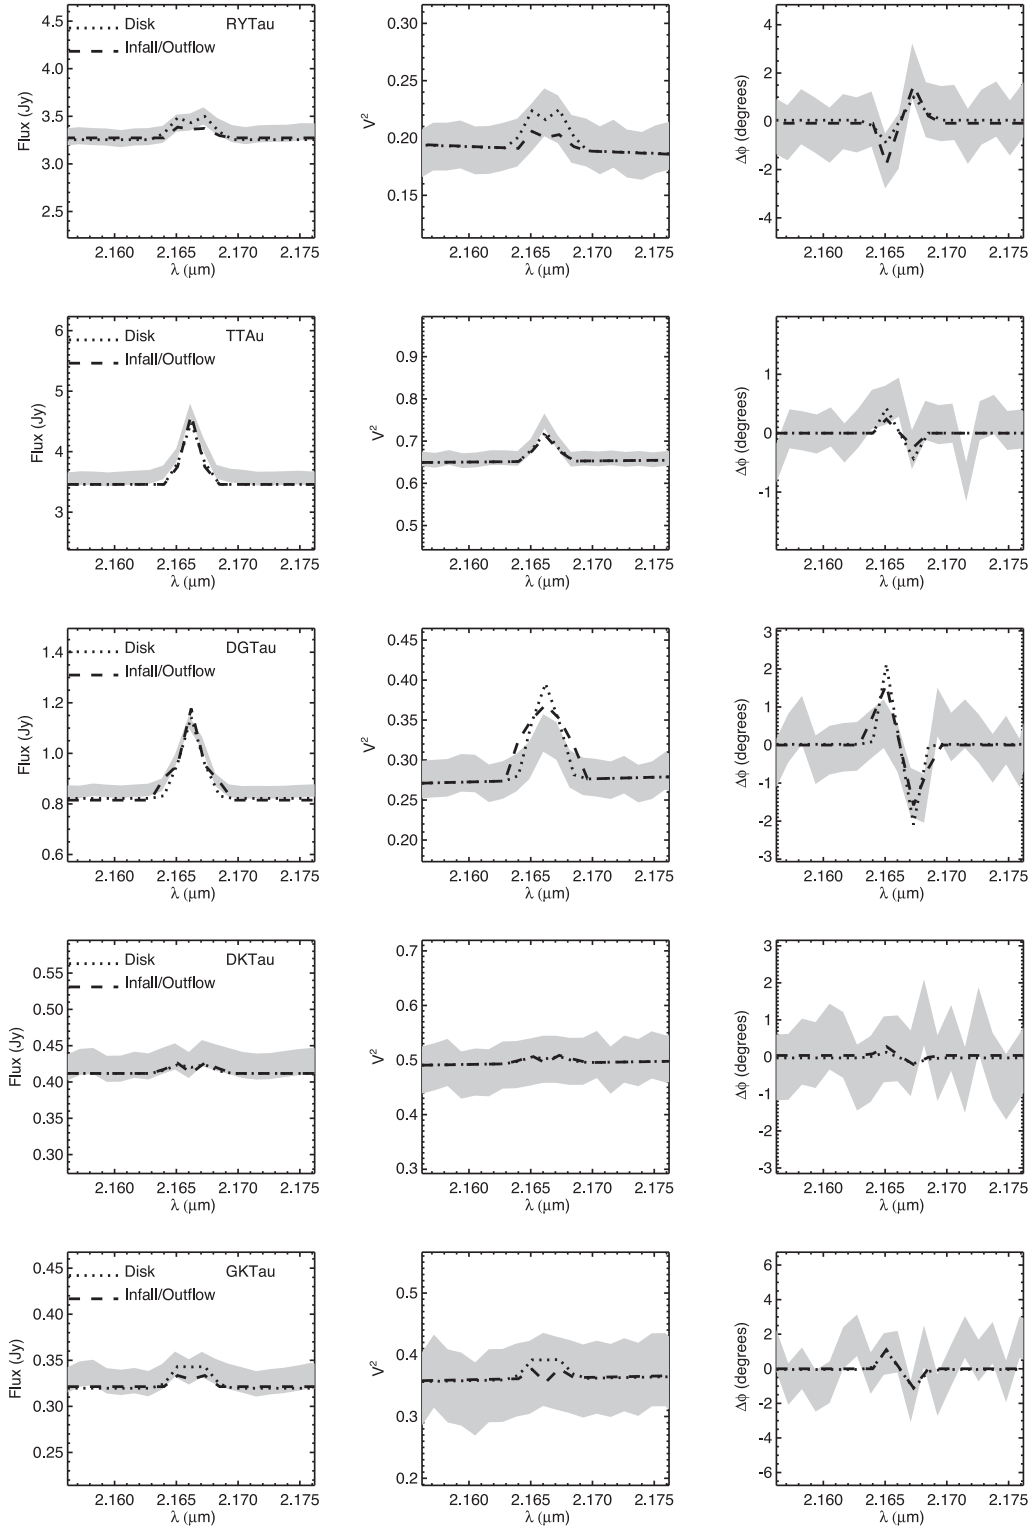 Disk RYTau
Infall/Outflow
Flux (Jy)
4.5
4.0
3.5
3.0
2.5
2.160 2.165 2.170 2.175
λ (μm)
V²
0.30
0.25
0.20
0.15
2.160 2.165 2.170 2.175
λ (μm)
Δφ (degrees)
4
2
0
-2
-4
2.160 2.165 2.170 2.175
λ (μm)
Disk TTAu
Infall/Outflow
Flux (Jy)
6
5
4
3
2.160 2.165 2.170 2.175
λ (μm)
V²
0.9
0.8
0.7
0.6
0.5
2.160 2.165 2.170 2.175
λ (μm)
Δφ (degrees)
1
0
-1
2.160 2.165 2.170 2.175
λ (μm)
Disk DGTau
Infall/Outflow
Flux (Jy)
1.4
1.2
1.0
0.8
0.6
2.160 2.165 2.170 2.175
λ (μm)
V²
0.45
0.40
0.35
0.30
0.25
0.20
2.160 2.165 2.170 2.175
λ (μm)
Δφ (degrees)
3
2
1
0
-1
-2
-3
2.160 2.165 2.170 2.175
λ (μm)
Disk DKTau
Infall/Outflow
Flux (Jy)
0.55
0.50
0.45
0.40
0.35
0.30
2.160 2.165 2.170 2.175
λ (μm)
V²
0.7
0.6
0.5
0.4
0.3
2.160 2.165 2.170 2.175
λ (μm)
Δφ (degrees)
3
2
1
0
-1
-2
-3
2.160 2.165 2.170 2.175
λ (μm)
Disk GKTau
Infall/Outflow
Flux (Jy)
0.45
0.40
0.35
0.30
0.25
2.160 2.165 2.170 2.175
λ (μm)
V²
0.5
0.4
0.3
0.2
2.160 2.165 2.170 2.175
λ (μm)
Δφ (degrees)
6
4
2
0
-2
-4
-6
2.160 2.165 2.170 2.175
λ (μm)